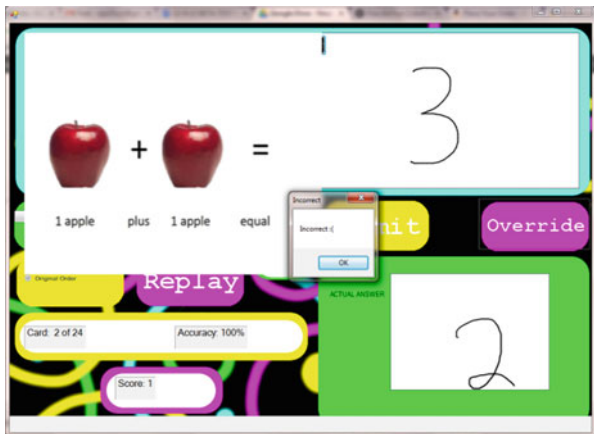 3
+ =
1 apple plus 1 apple equal
Incorrect
Incorrect :(
OK
mit
Override
Original Order
Replay
ACTUAL ANSWER
2
Card: 2 of 24 Accuracy: 100%
Score: 1